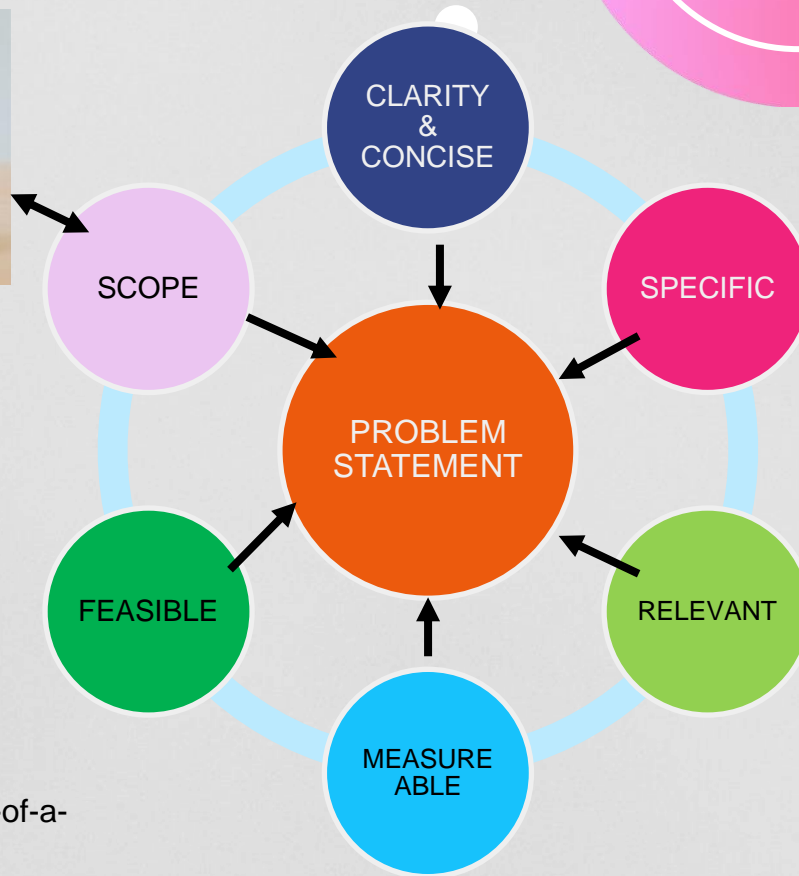 CLARITY
&
CONCISE
SCOPE
SPECIFIC
PROBLEM
STATEMENT
FEASIBLE
RELEVANT
MEASURE
ABLE
of-a-